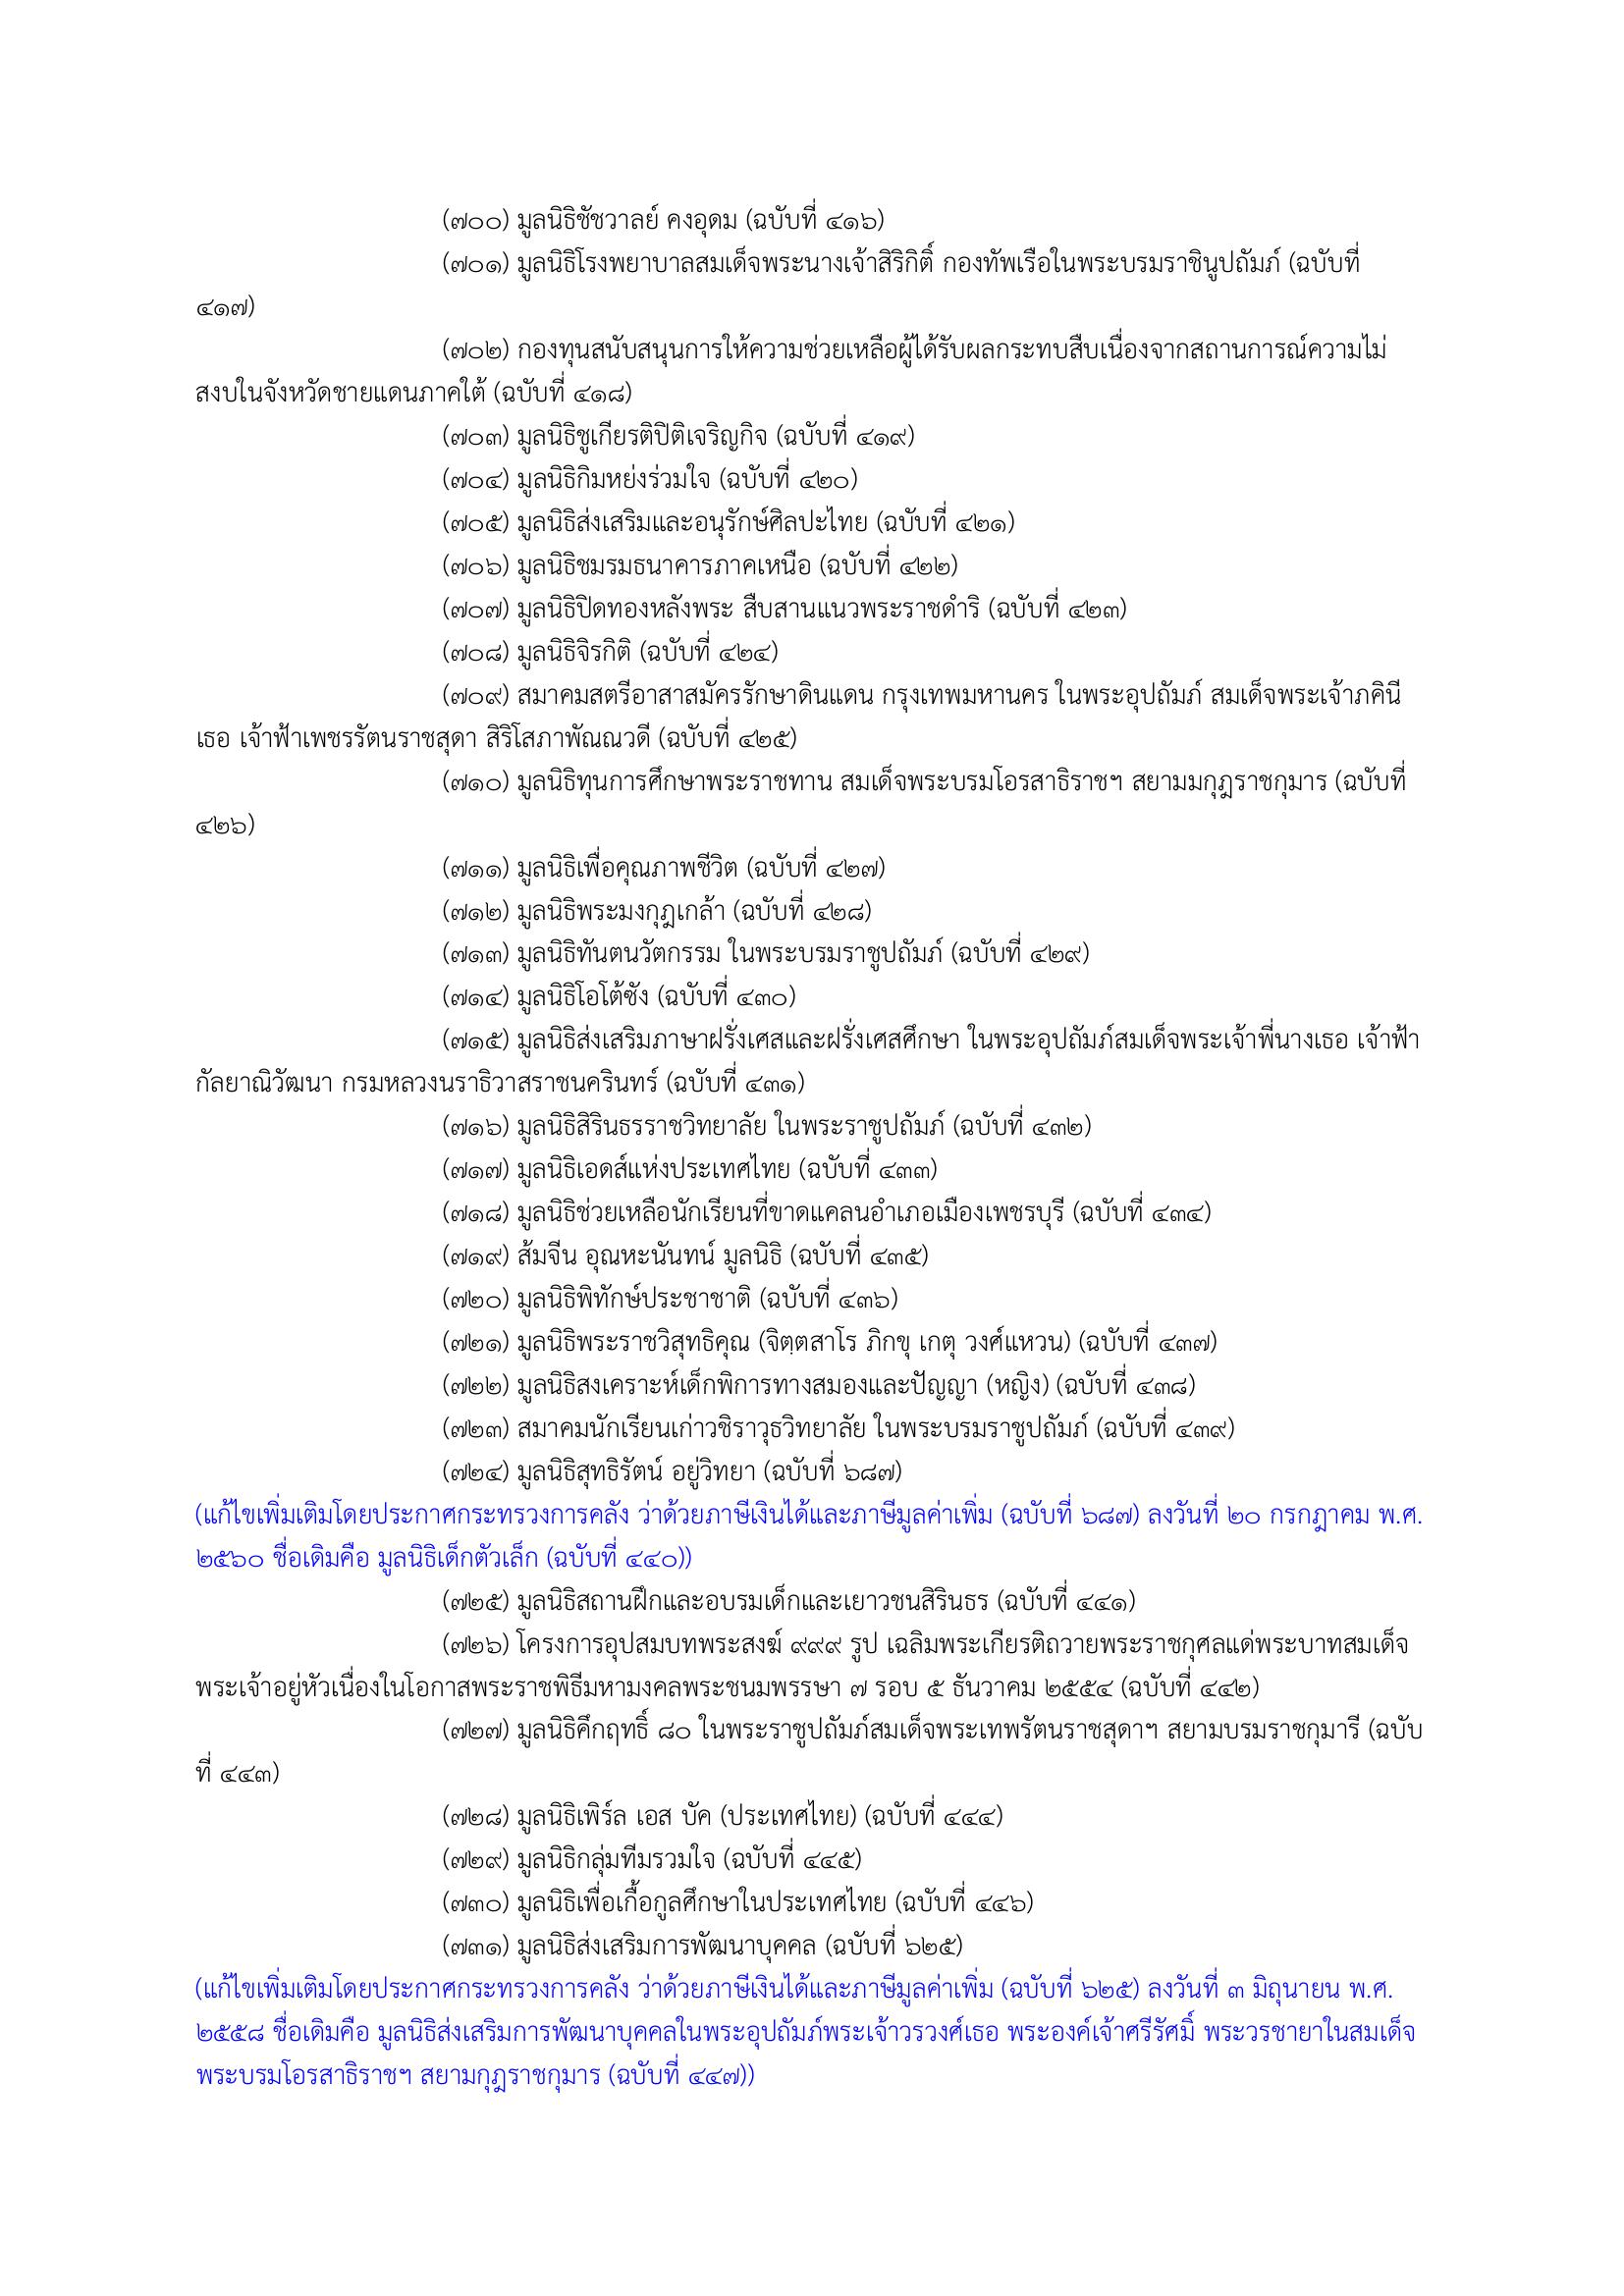 (๗๐๐) มูลนิธิชัชวาลย์ คงอุดม (ฉบับที่ ๔๑๖)
(๗๐๑) มูลนิธิโรงพยาบาลสมเด็จพระนางเจ้าสิริกิติ์ กองทัพเรือในพระบรมราชินูปถัมภ์ (ฉบับที่
๔๑๗)
(๗๐๒) กองทุนสนับสนุนการให้ความช่วยเหลือผู้ได้รับผลกระทบสืบเนื่องจากสถานการณ์ความไม่
สงบในจังหวัดชายแดนภาคใต้ (ฉบับที่ ๔๑๘)
(๗๐๓) มูลนิธิชูเกียรติปิติเจริญกิจ (ฉบับที่ ๔๑๙)
(๗๐๔) มูลนิธิกิมหย่งร่วมใจ (ฉบับที่ ๔๒๐)
(๗๐๕) มูลนิธิส่งเสริมและอนุรักษ์ศิลปะไทย (ฉบับที่ ๔๒๑)
(๗๐๖) มูลนิธิชมรมธนาคารภาคเหนือ (ฉบับที่ ๔๒๒)
(๗๐๗) มูลนิธิปิดทองหลังพระ สืบสานแนวพระราชดำริ (ฉบับที่ ๔๒๓)
(๗๐๘) มูลนิธิจิรกิติ (ฉบับที่ ๔๒๔)
(๗๐๙) สมาคมสตรีอาสาสมัครรักษาดินแดน กรุงเทพมหานคร ในพระอุปถัมภ์ สมเด็จพระเจ้าภคินี
เธอ เจ้าฟ้าเพชรรัตนราชสุดา สิริโสภาพัณณวดี (ฉบับที่ ๔๒๕)
(๗๑๐) มูลนิธิทุนการศึกษาพระราชทาน สมเด็จพระบรมโอรสาธิราชฯ สยามมกุฎราชกุมาร (ฉบับที่
๔๒๖)
(๗๑๑) มูลนิธิเพื่อคุณภาพชีวิต (ฉบับที่ ๔๒๗)
(๗๑๒) มูลนิธิพระมงกุฎเกล้า (ฉบับที่ ๔๒๘)
(๗๑๓) มูลนิธิทันตนวัตกรรม ในพระบรมราชูปถัมภ์ (ฉบับที่ ๔๒๙)
(๗๑๔) มูลนิธิโอโต้ซัง (ฉบับที่ ๔๓๐)
(๗๑๕) มูลนิธิส่งเสริมภาษาฝรั่งเศสและฝรั่งเศสศึกษา ในพระอุปถัมภ์สมเด็จพระเจ้าพี่นางเธอ เจ้าฟ้า
กัลยาณิวัฒนา กรมหลวงนราธิวาสราชนครินทร์ (ฉบับที่ ๔๓๑)
(๗๑๖) มูลนิธิสิรินธรราชวิทยาลัย ในพระราชูปถัมภ์ (ฉบับที่ ๔๓๒)
(๗๑๗) มูลนิธิเอดส์แห่งประเทศไทย (ฉบับที่ ๔๓๓)
(๗๑๘) มูลนิธิช่วยเหลือนักเรียนที่ขาดแคลนอำเภอเมืองเพชรบุรี (ฉบับที่ ๔๓๔)
(๗๑๙) ส้มจีน อุณหะนันทน์ มูลนิธิ (ฉบับที่ ๔๓๕)
(๗๒๐) มูลนิธิพิทักษ์ประชาชาติ (ฉบับที่ ๔๓๖)
(๗๒๑) มูลนิธิพระราชวิสุทธิคุณ (จิตฺตสาโร ภิกขุ เกตุ วงศ์แหวน) (ฉบับที่ ๔๓๗)
(๗๒๒) มูลนิธิสงเคราะห์เด็กพิการทางสมองและปัญญา (หญิง) (ฉบับที่ ๔๓๘)
(๗๒๓) สมาคมนักเรียนเก่าวชิราวุธวิทยาลัย ในพระบรมราชูปถัมภ์ (ฉบับที่ ๔๓๙)
(๗๒๔) มูลนิธิสุทธิรัตน์ อยู่วิทยา (ฉบับที่ ๖๘๗)
(แก้ไขเพิ่มเติมโดยประกาศกระทรวงการคลัง ว่าด้วยภาษีเงินได้และภาษีมูลค่าเพิ่ม (ฉบับที่ ๖๘๗) ลงวันที่ ๒๐ กรกฎาคม พ.ศ.
๒๕๖๐ ชื่อเดิมคือ มูลนิธิเด็กตัวเล็ก (ฉบับที่ ๔๔๐))
(๗๒๕) มูลนิธิสถานฝึกและอบรมเด็กและเยาวชนสิรินธร (ฉบับที่ ๔๔๑)
(๗๒๖) โครงการอุปสมบทพระสงฆ์ ๙๙๙ รูป เฉลิมพระเกียรติถวายพระราชกุศลแด่พระบาทสมเด็จ
พระเจ้าอยู่หัวเนื่องในโอกาสพระราชพิธีมหามงคลพระชนมพรรษา ๗ รอบ ๕ ธันวาคม ๒๕๕๔ (ฉบับที่ ๔๔๒)
(๗๒๗) มูลนิธิคึกฤทธิ์ ๘๐ ในพระราชูปถัมภ์สมเด็จพระเทพรัตนราชสุดาฯ สยามบรมราชกุมารี (ฉบับ
ที่ ๔๔๓)
(๗๒๘) มูลนิธิเพิร์ล เอส บัค (ประเทศไทย) (ฉบับที่ ๔๔๔)
(๗๒๙) มูลนิธิกลุ่มทีมรวมใจ (ฉบับที่ ๔๔๕)
(๗๓๐) มูลนิธิเพื่อเกื้อกูลศึกษาในประเทศไทย (ฉบับที่ ๔๔๖)
(๗๓๑) มูลนิธิส่งเสริมการพัฒนาบุคคล (ฉบับที่ ๖๒๕)
(แก้ไขเพิ่มเติมโดยประกาศกระทรวงการคลัง ว่าด้วยภาษีเงินได้และภาษีมูลค่าเพิ่ม (ฉบับที่ ๖๒๕) ลงวันที่ ๓ มิถุนายน พ.ศ.
๒๕๕๘ ชื่อเดิมคือ มูลนิธิส่งเสริมการพัฒนาบุคคลในพระอุปถัมภ์พระเจ้าวรวงศ์เธอ พระองค์เจ้าศรีรัศมิ์ พระวรชายาในสมเด็จ
พระบรมโอรสาธิราชฯ สยามกุฎราชกุมาร (ฉบับที่ ๔๔๗))